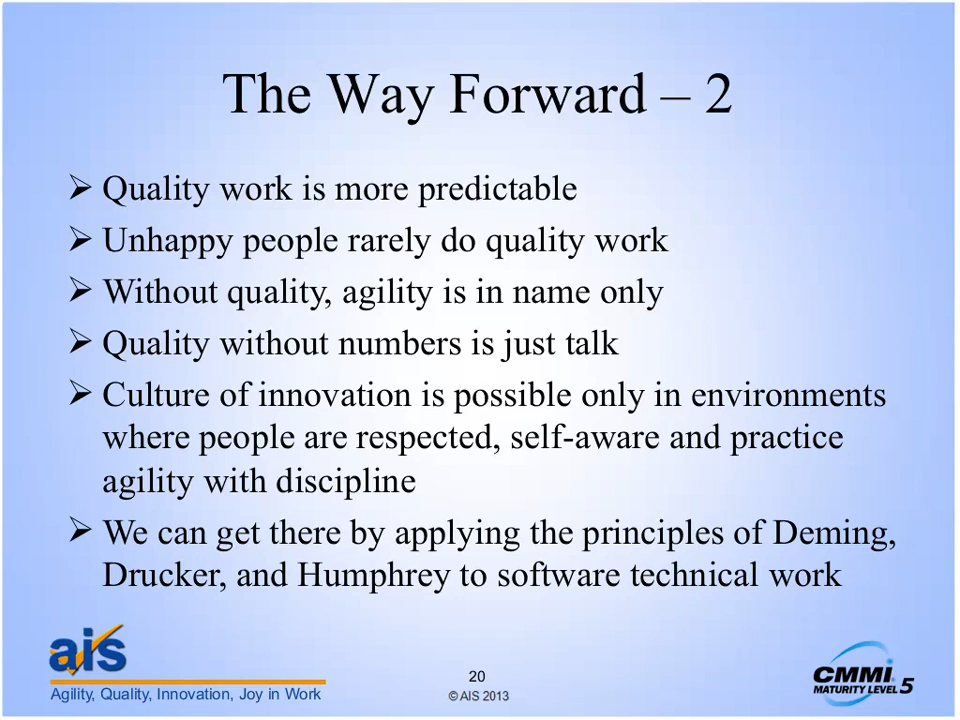 The Way Forward – 2
➢ Quality work is more predictable
➢ Unhappy people rarely do quality work
➢ Without quality, agility is in name only
➢ Quality without numbers is just talk
➢ Culture of innovation is possible only in environments
where people are respected, self-aware and practice
agility with discipline
➢ We can get there by applying the principles of Deming,
Drucker, and Humphrey to software technical work
ais
Agility, Quality, Innovation, Joy in Work
20
© AIS 2013
CMMI
MATURITY LEVEL 5